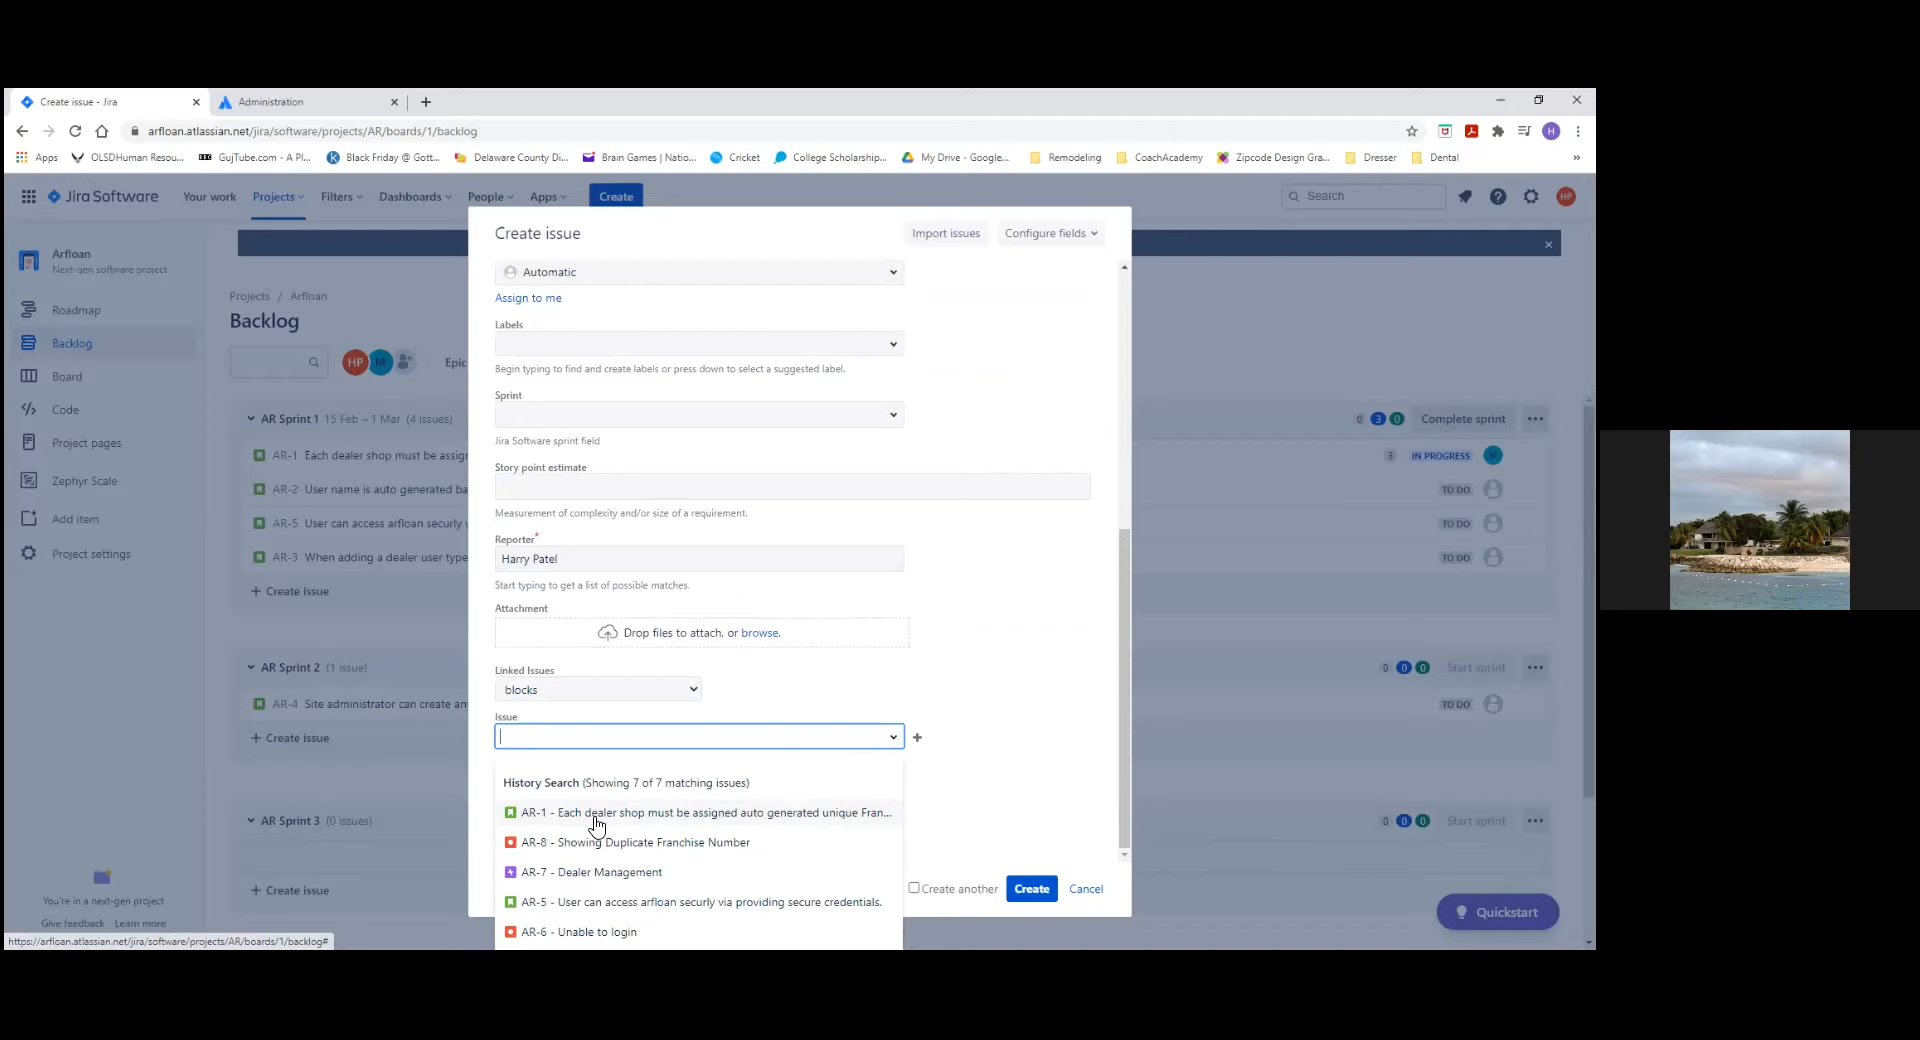 Create issue - Jira
Administration
arfloan.atlassian.net/jira/software/projects/AR/boards/1/backlog
H
Apps
OLSDHuman Resou...
GujTube.com - A Pl...
Black Friday @ Gott...
Delaware County Di...
Brain Games | Natio...
Cricket
College Scholarship...
My Drive - Google...
Remodeling
CoachAcademy
Zipcode Design Gra...
Dresser
Dental
»
Jira Software
Your work
Projects
Filters
Dashboards
People
Apps
Create
Search
HP
Arfloan
Next-gen software project
Roadmap
Backlog
Board
Code
Project pages
Zephyr Scale
Add item
Project settings
You're in a next-gen project
Give feedback Learn more
https://arfloan.atlassian.net/jira/software/projects/AR/boards/1/backlog#
Projects / Arfloan
Backlog
HP M Epic
AR Sprint 1 15 Feb – 1 Mar (4 issues)
0 3 0 Complete sprint
AR-1 Each dealer shop must be assig
3 IN PROGRESS M
AR-2 User name is auto generated ba
TO DO
AR-5 User can access arfloan securly v
TO DO
AR-3 When adding a dealer user type
TO DO
+ Create issue
AR Sprint 2 (1 issue)
0 0 0 Start sprint
AR-4 Site administrator can create an
TO DO
+ Create issue
AR Sprint 3 (0 issues)
0 0 0 Start sprint
+ Create issue
Quickstart
Create issue
Import issues
Configure fields
Automatic
Assign to me
Labels
Begin typing to find and create labels or press down to select a suggested label.
Sprint
Jira Software sprint field
Story point estimate
Measurement of complexity and/or size of a requirement.
Reporter*
Harry Patel
Start typing to get a list of possible matches.
Attachment
Drop files to attach, or browse.
Linked Issues
blocks
Issue
History Search (Showing 7 of 7 matching issues)
AR-1 - Each dealer shop must be assigned auto generated unique Fran...
AR-8 - Showing Duplicate Franchise Number
AR-7 - Dealer Management
AR-5 - User can access arfloan securly via providing secure credentials.
AR-6 - Unable to login
Create another
Create
Cancel